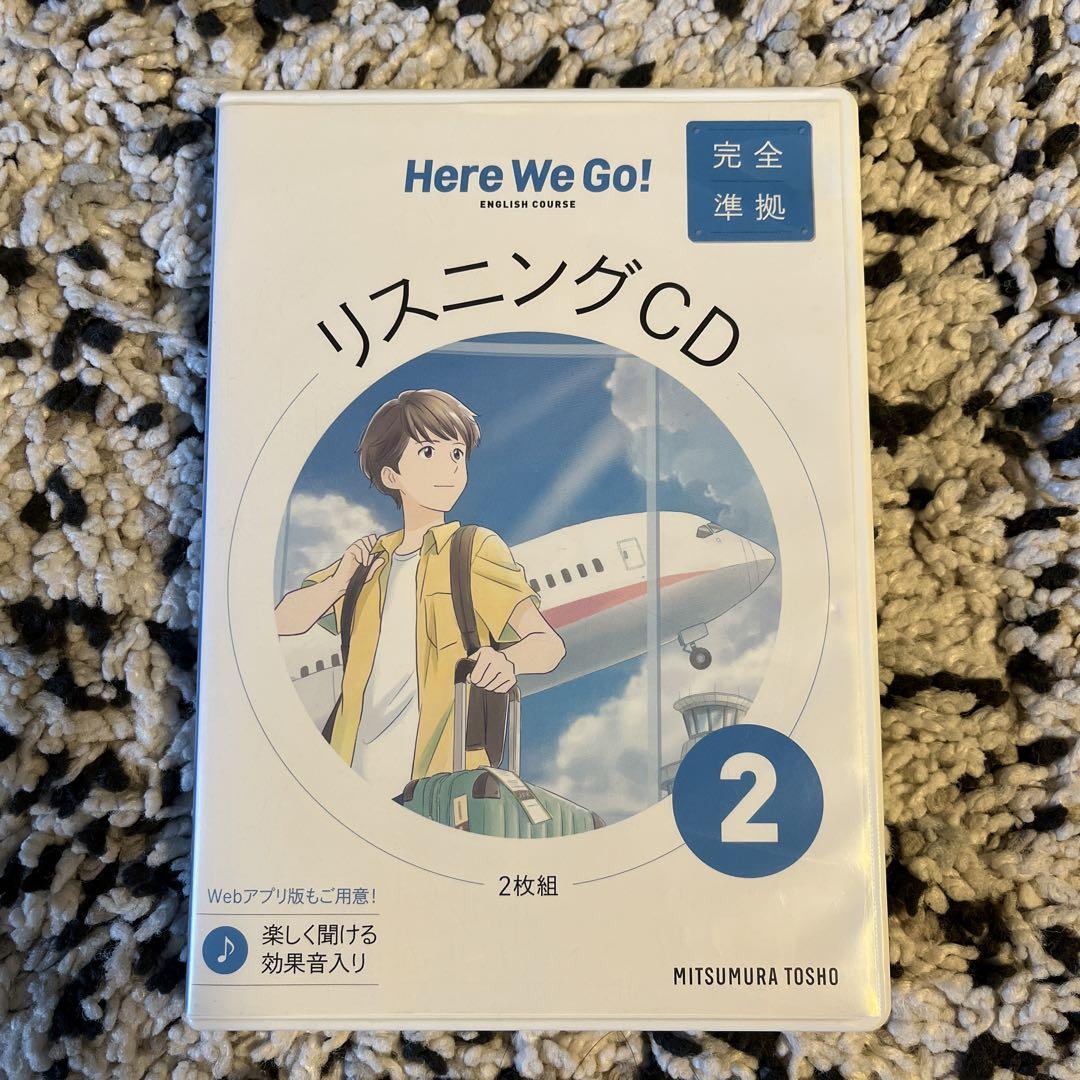 Here We Go!
ENGLISH COURSE
完全
準拠
リスニングCD
2
2枚組
Webアプリ版もご用意!
♪
楽しく聞ける
効果音入り
MITSUMURA TOSHO